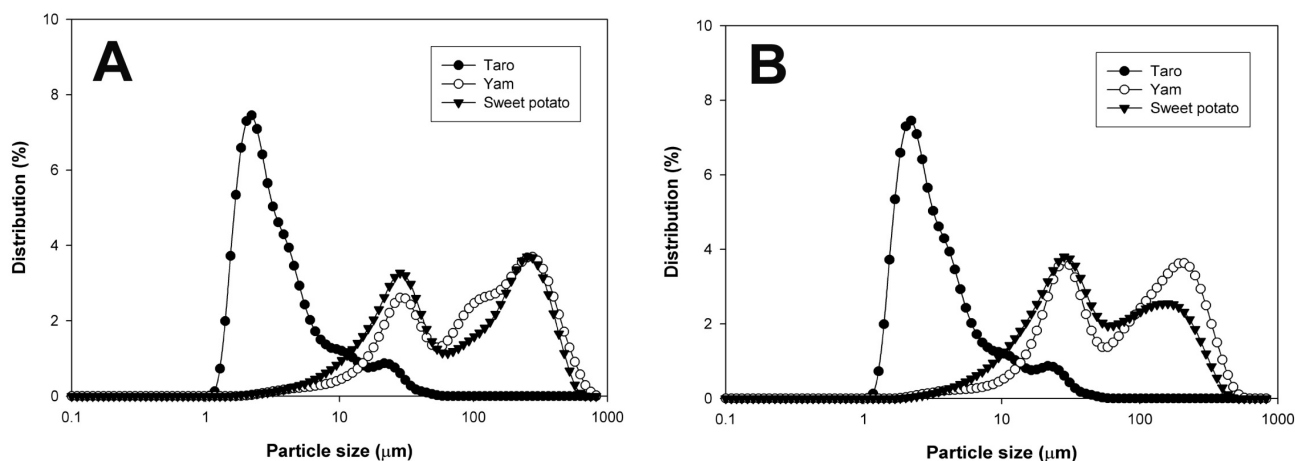 A
Taro
Yam
Sweet potato
Distribution (%)
10
8
6
4
2
0
0.1 1 10 100 1000
Particle size (μm)
B
Taro
Yam
Sweet potato
Distribution (%)
10
8
6
4
2
0
0.1 1 10 100 1000
Particle size (μm)